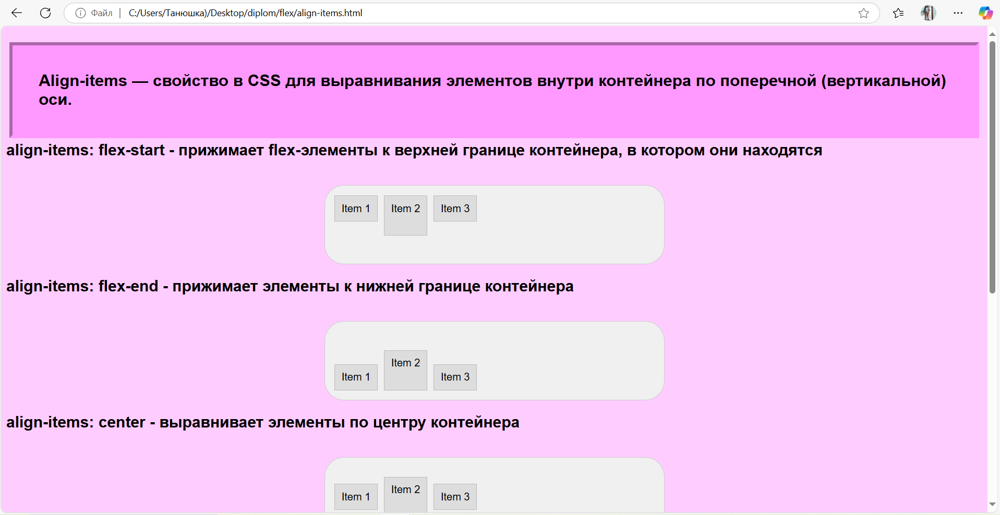 Файл
C:/Users/Танюшка)/Desktop/diplom/flex/align-items.html
Align-items — свойство в CSS для выравнивания элементов внутри контейнера по поперечной (вертикальной)
оси.
align-items: flex-start - прижимает flex-элементы к верхней границе контейнера, в котором они находятся
Item 1 Item 2 Item 3
align-items: flex-end - прижимает элементы к нижней границе контейнера
Item 2
Item 1 Item 3
align-items: center - выравнивает элементы по центру контейнера
Item 2
Item 1 Item 3